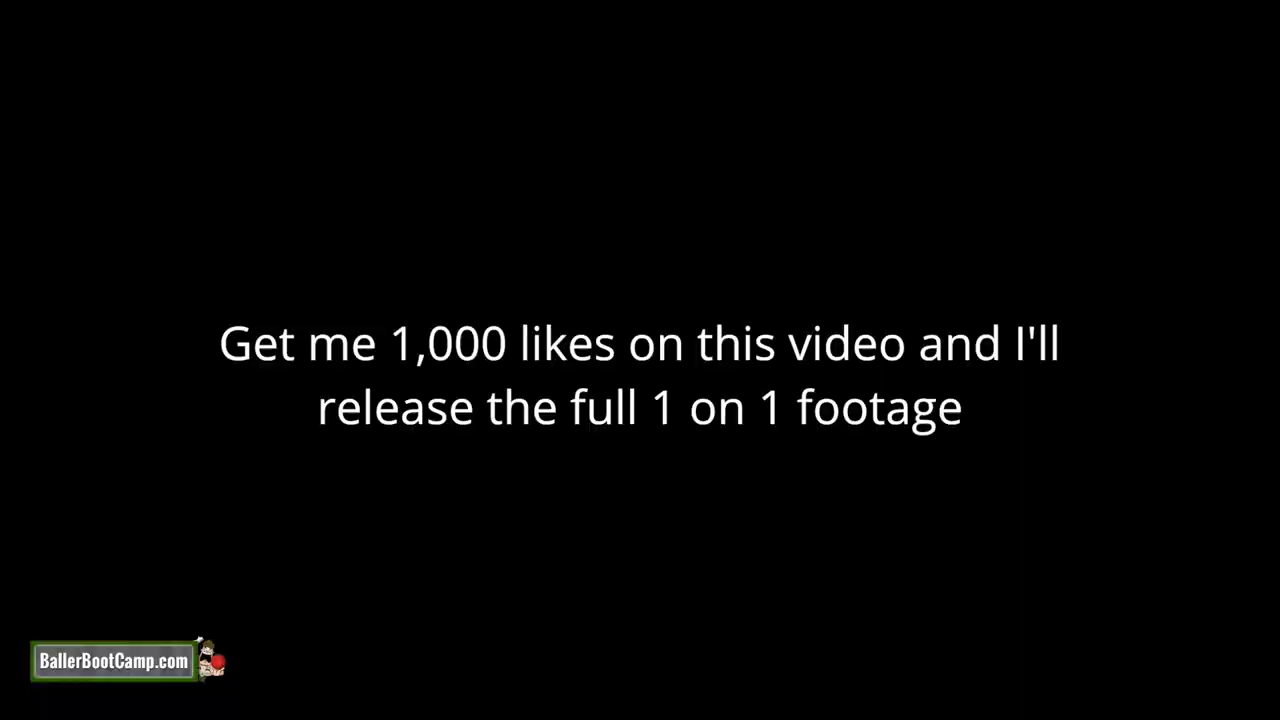 Get me 1,000 likes on this video and I'll
release the full 1 on 1 footage
BallerBootCamp.com